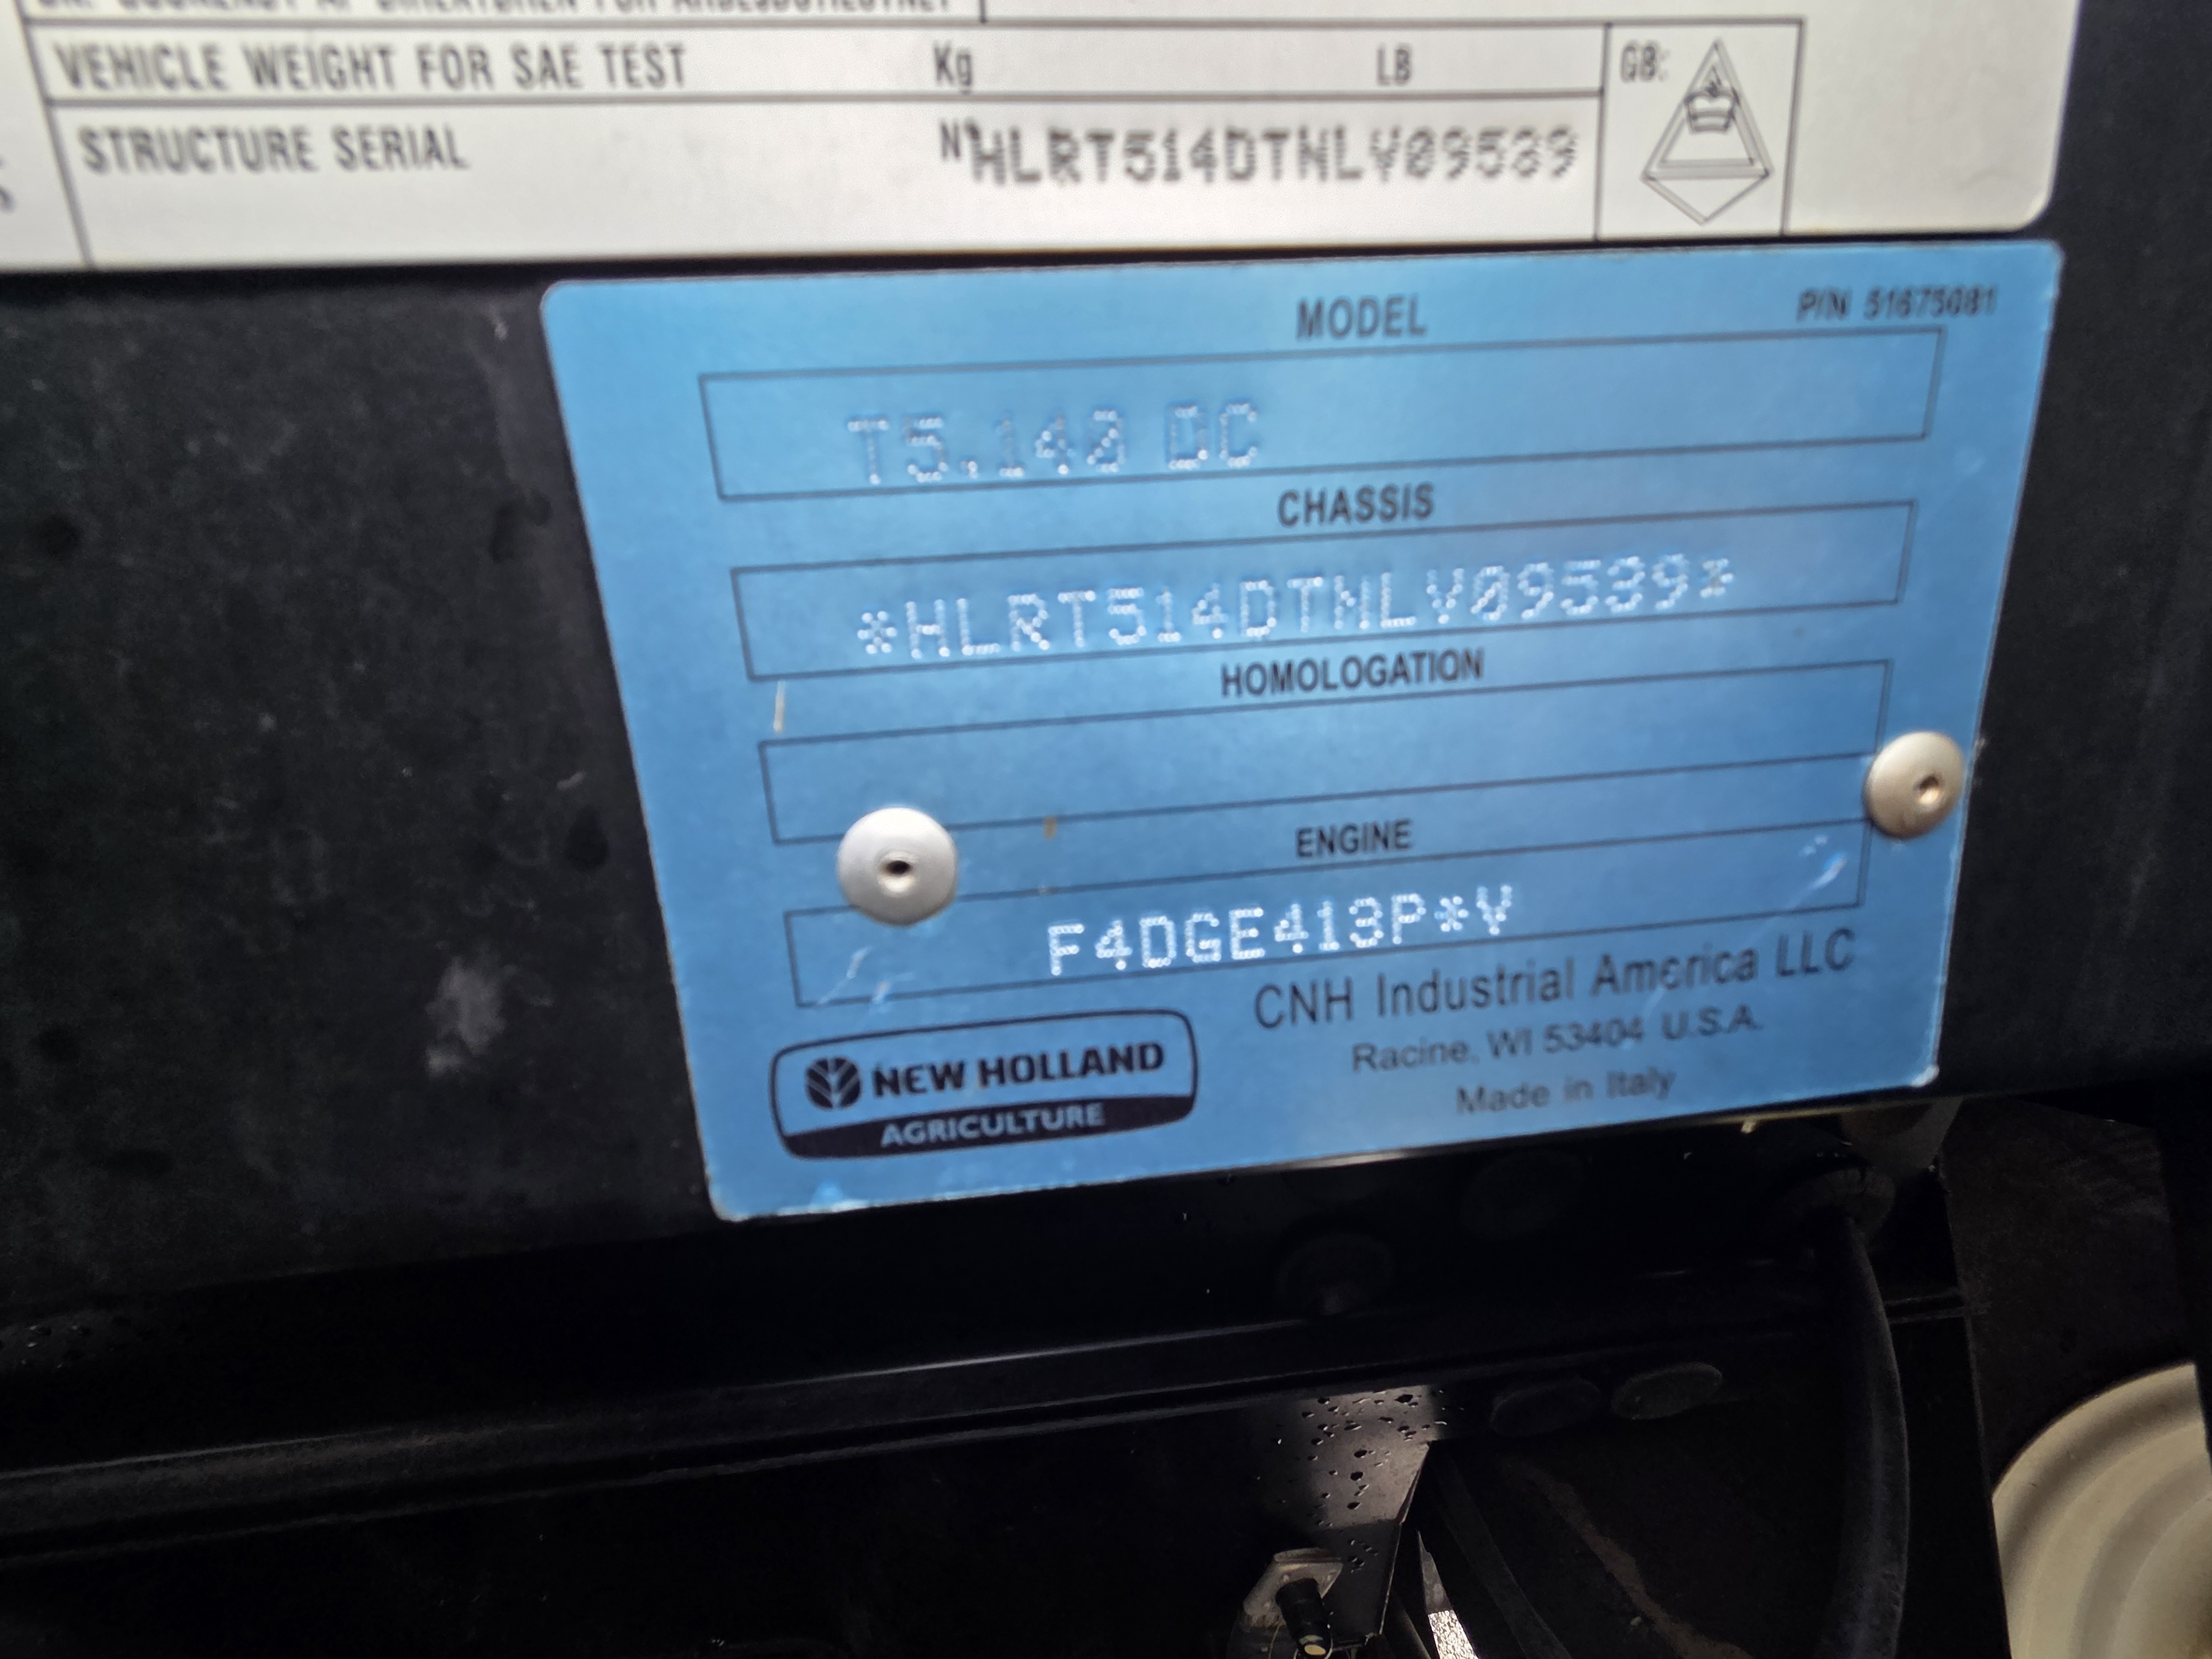 VEHICLE WEIGHT FOR SAE TEST Kg LB GB:
STRUCTURE SERIAL N°HLRT514DTNLV09539
MODEL P/N 51675081
T5.140 DC
CHASSIS
*HLRT514DTNLV09539*
HOMOLOGATION
ENGINE
F4DGE413P*V
CNH Industrial America LLC
Racine, WI 53404 U.S.A.
Made in Italy
NEW HOLLAND
AGRICULTURE